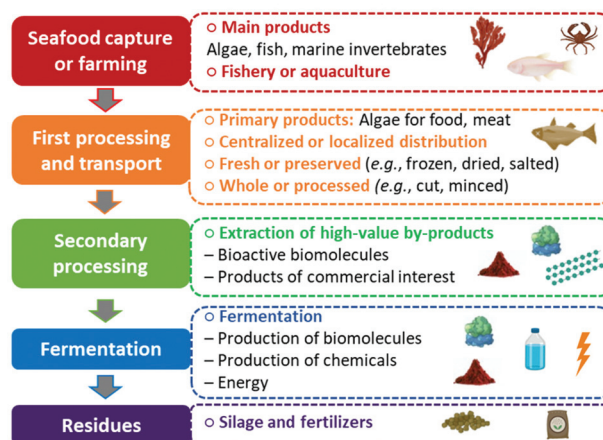 Seafood capture
or farming
○ Main products
Algae, fish, marine invertebrates
○ Fishery or aquaculture
First processing
and transport
○ Primary products: Algae for food, meat
○ Centralized or localized distribution
○ Fresh or preserved (e.g., frozen, dried, salted)
○ Whole or processed (e.g., cut, minced)
Secondary
processing
○ Extraction of high-value by-products
– Bioactive biomolecules
– Products of commercial interest
Fermentation
○ Fermentation
– Production of biomolecules
– Production of chemicals
– Energy
Residues
○ Silage and fertilizers